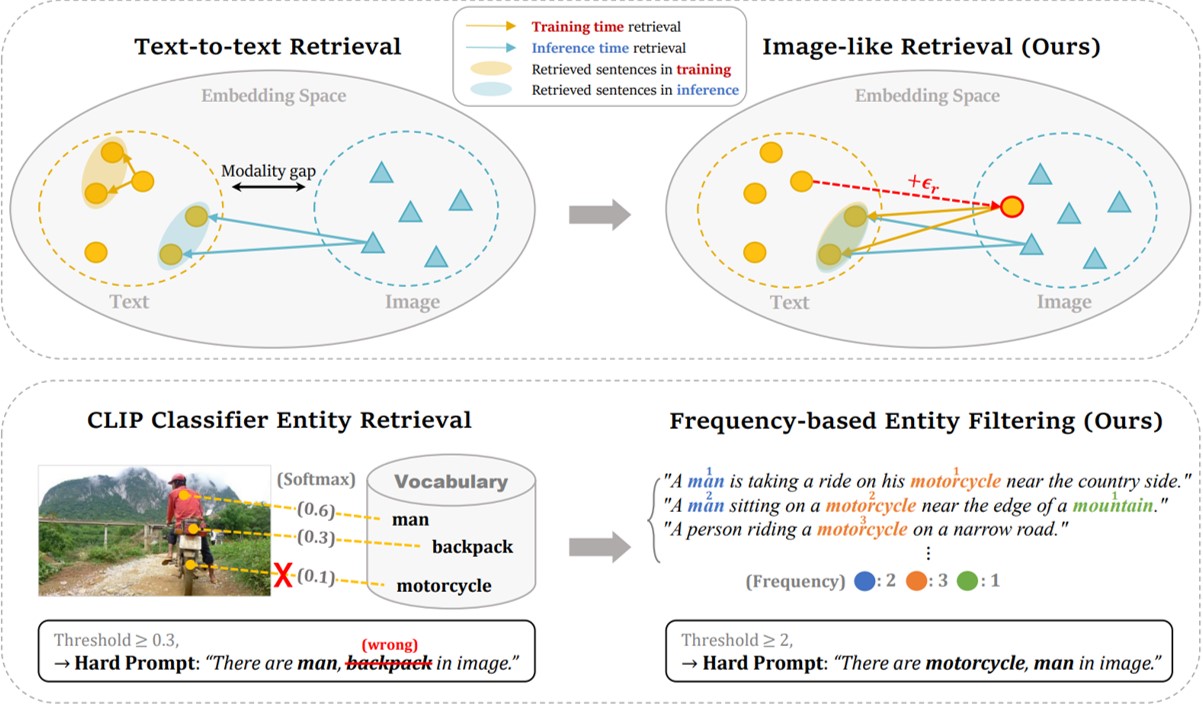 Text-to-text Retrieval
Training time retrieval
Inference time retrieval
Retrieved sentences in training
Retrieved sentences in inference
Image-like Retrieval (Ours)
Embedding Space
Modality gap
Text
Image
Embedding Space
+ϵr
Text
Image
CLIP Classifier Entity Retrieval
(Softmax)
Vocabulary
(0.6)
man
(0.3)
backpack
X
(0.1)
motorcycle
Threshold ≥ 0.3,
(wrong)
→ Hard Prompt: “There are man, backpack in image.”
Frequency-based Entity Filtering (Ours)
1 1
"A man is taking a ride on his motorcycle near the country side."
2 2 1
"A man sitting on a motorcycle near the edge of a mountain."
3
"A person riding a motorcycle on a narrow road."
⋮
(Frequency) : 2 : 3 : 1
Threshold ≥ 2,
→ Hard Prompt: “There are motorcycle, man in image.”